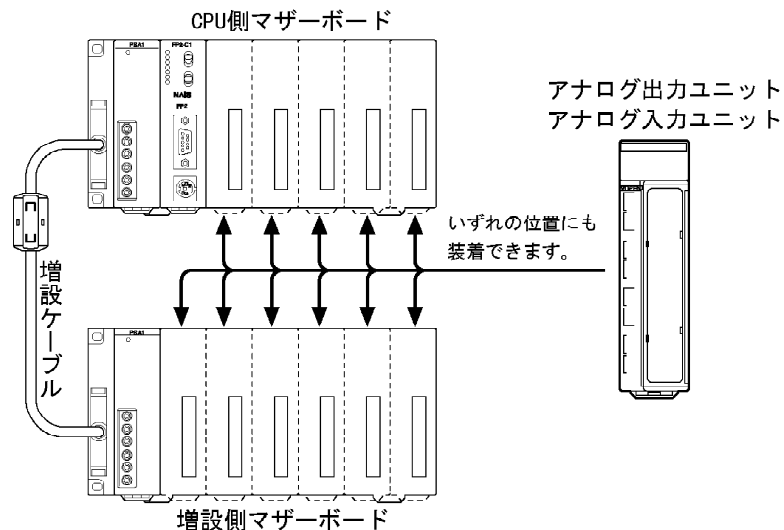 CPU側マザーボード
PSA1
FP2-C1
NAiS
FP2
アナログ出力ユニット
アナログ入力ユニット
いずれの位置にも
装着できます。
増設ケーブル
PSA1
増設側マザーボード